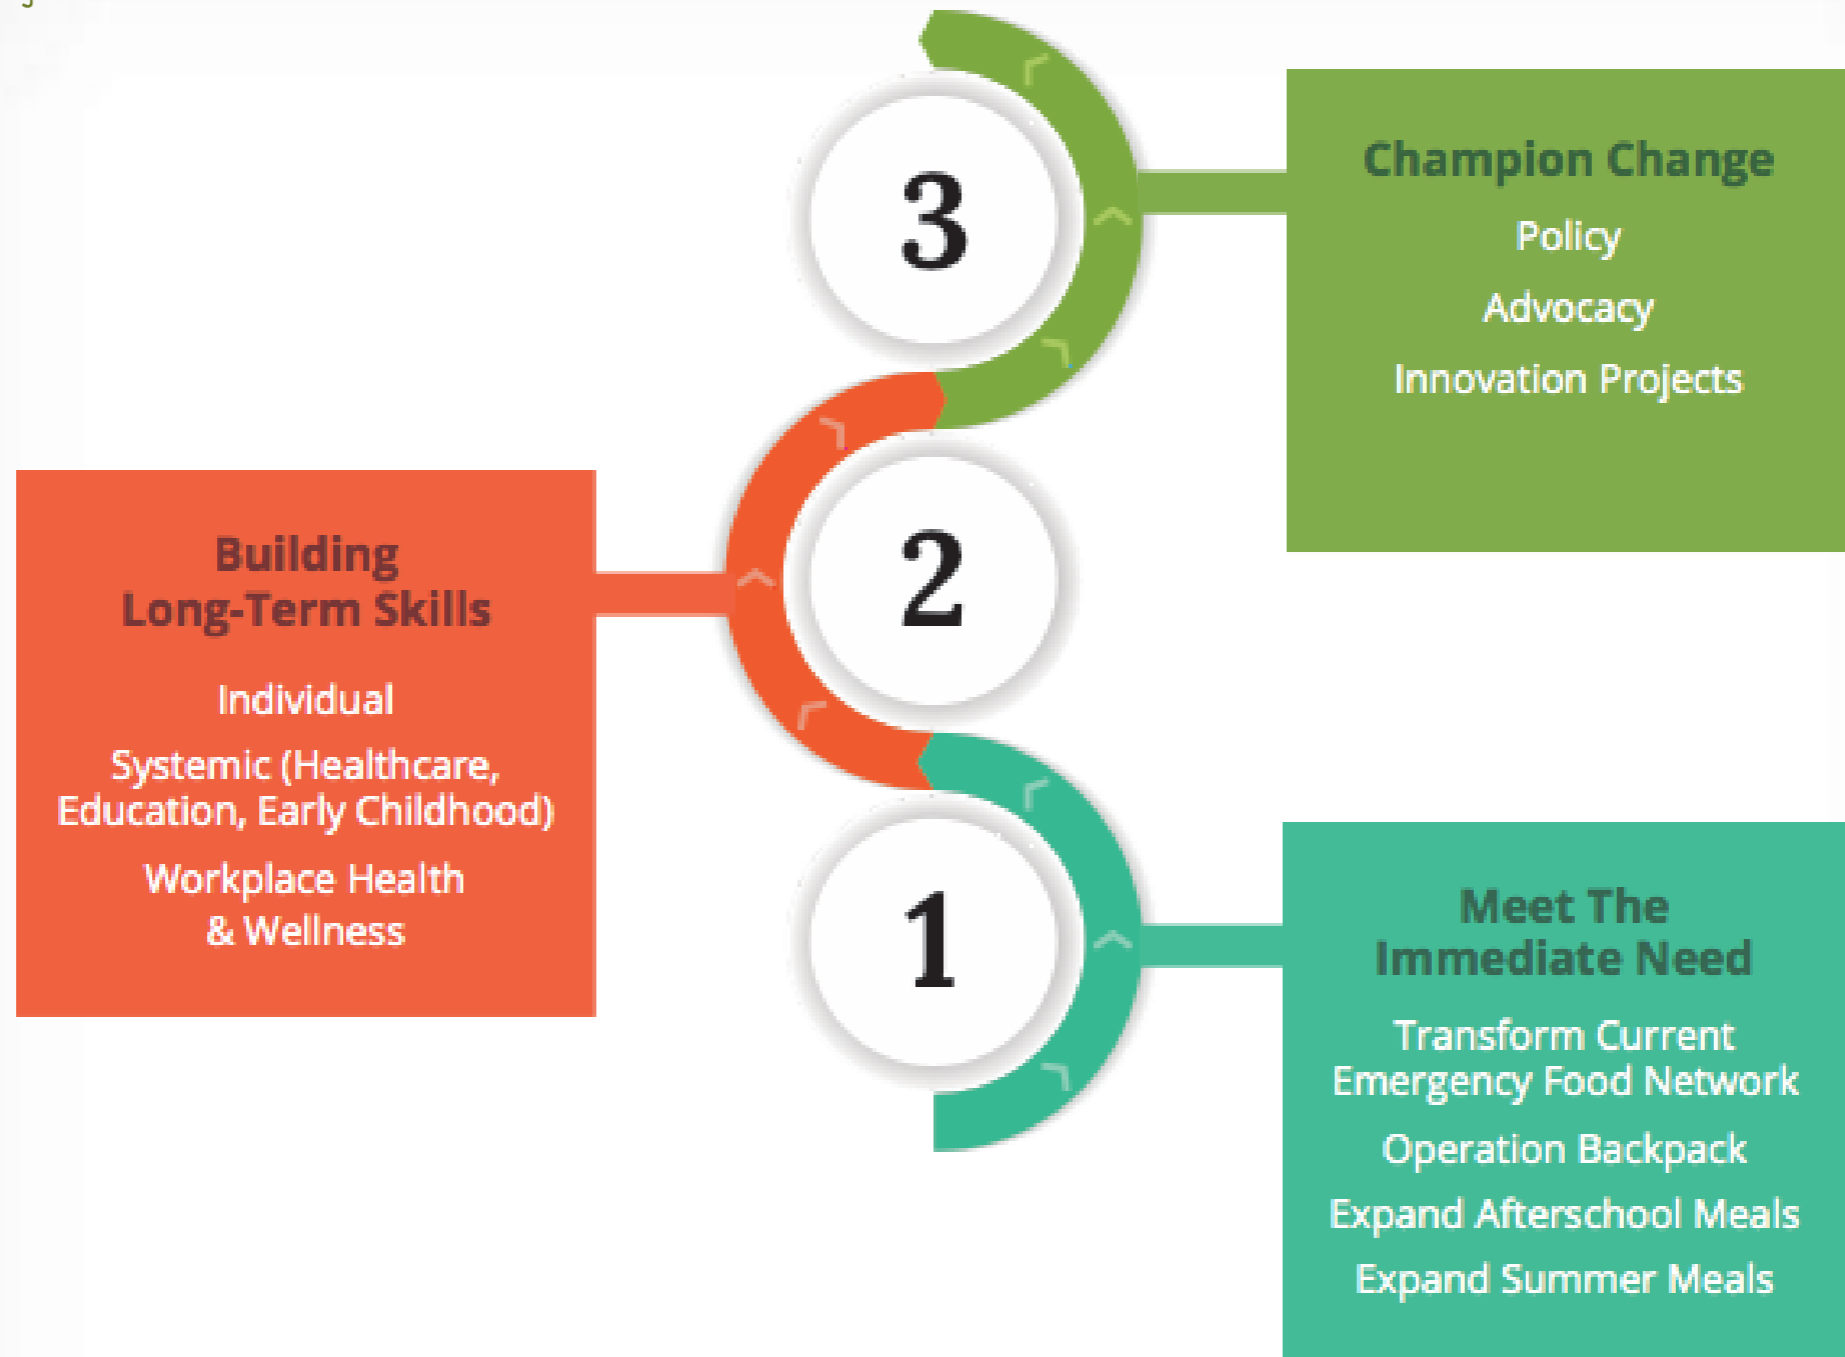 3
Champion Change
Policy
Advocacy
Innovation Projects
2
Building
Long-Term Skills
Individual
Systemic (Healthcare,
Education, Early Childhood)
Workplace Health
& Wellness
1
Meet The
Immediate Need
Transform Current
Emergency Food Network
Operation Backpack
Expand Afterschool Meals
Expand Summer Meals